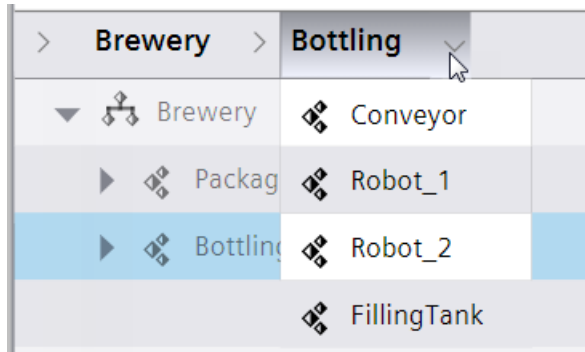 Brewery Bottling
Brewery Conveyor
Packag Robot_1
Bottling Robot_2
FillingTank